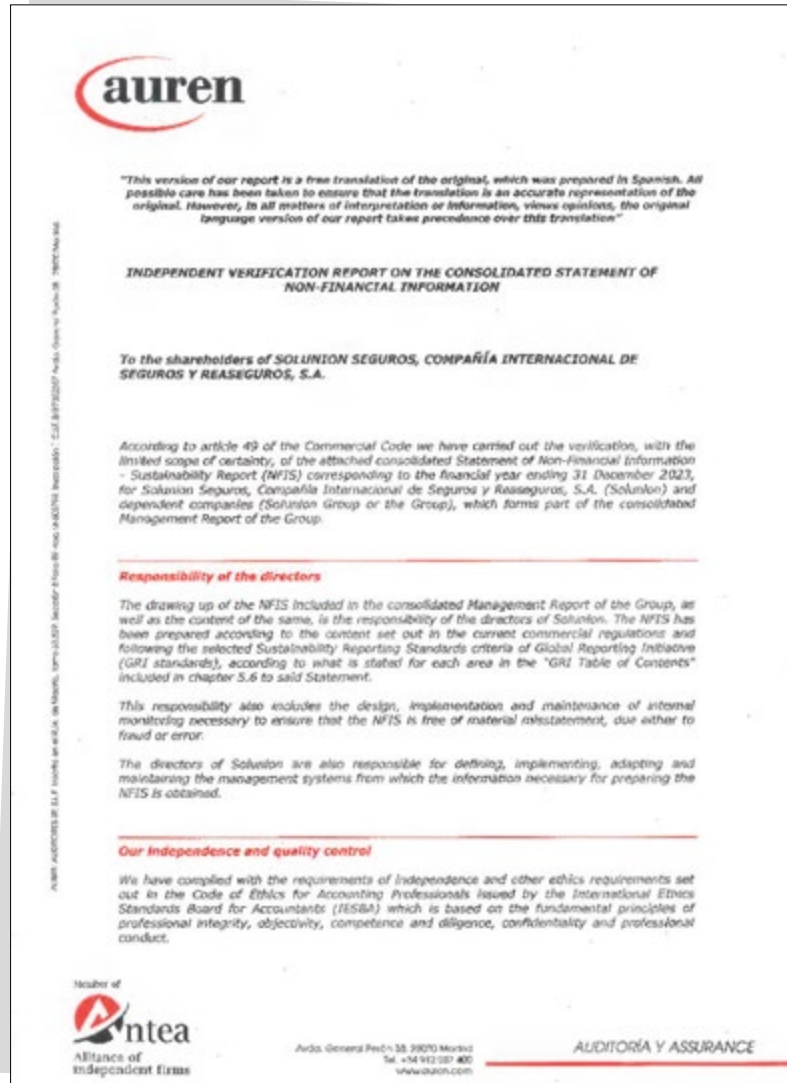 auren
"This version of our report is a free translation of the original, which was prepared in Spanish. All
possible care has been taken to ensure that the translation is an accurate representation of the
original. However, in all matters of interpretation or information, views opinions, the original
language version of our report takes precedence over this translation"
INDEPENDENT VERIFICATION REPORT ON THE CONSOLIDATED STATEMENT OF
NON-FINANCIAL INFORMATION
To the shareholders of SOLUNION SEGUROS, COMPAÑÍA INTERNACIONAL DE
SEGUROS Y REASEGUROS, S.A.
According to article 49 of the Commercial Code we have carried out the verification, with the
limited scope of certainty, of the attached consolidated Statement of Non-Financial Information
- Sustainability Report (NFIS) corresponding to the financial year ending 31 December 2023,
for Solunion Seguros, Compañía Internacional de Seguros y Reaseguros, S.A. (Solunion) and
dependent companies (Solunion Group or the Group), which forms part of the consolidated
Management Report of the Group.
Responsibility of the directors
The drawing up of the NFIS included in the consolidated Management Report of the Group, as
well as the content of the same, is the responsibility of the directors of Solunion. The NFIS has
been prepared according to the content set out in the current commercial regulations and
following the selected Sustainability Reporting Standards criteria of Global Reporting Initiative
(GRI standards), according to what is stated for each area in the "GRI Table of Contents"
included in chapter 5.6 to said Statement.
This responsibility also includes the design, implementation and maintenance of internal
monitoring necessary to ensure that the NFIS is free of material misstatement, due either to
fraud or error.
The directors of Solunion are also responsible for defining, implementing, adapting and
maintaining the management systems from which the information necessary for preparing the
NFIS is obtained.
Our independence and quality control
We have complied with the requirements of independence and other ethics requirements set
out in the Code of Ethics for Accounting Professionals issued by the International Ethics
Standards Board for Accountants (IESBA) which is based on the fundamental principles of
professional integrity, objectivity, competence and diligence, confidentiality and professional
conduct.
Member of
Antea
Alliance of
independent firms
Avda. General Perón 38, Madrid
www.auren.com
AUDITORÍA Y ASSURANCE